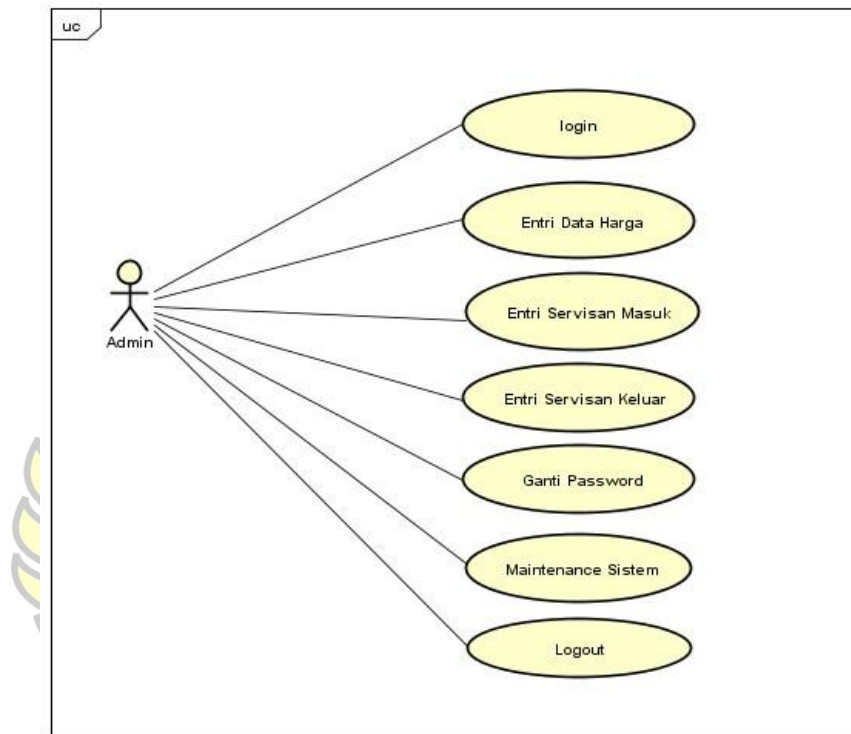 uc
login
Entri Data Harga
Entri Servisan Masuk
Admin
Entri Servisan Keluar
Ganti Password
Maintenance Sistem
Logout